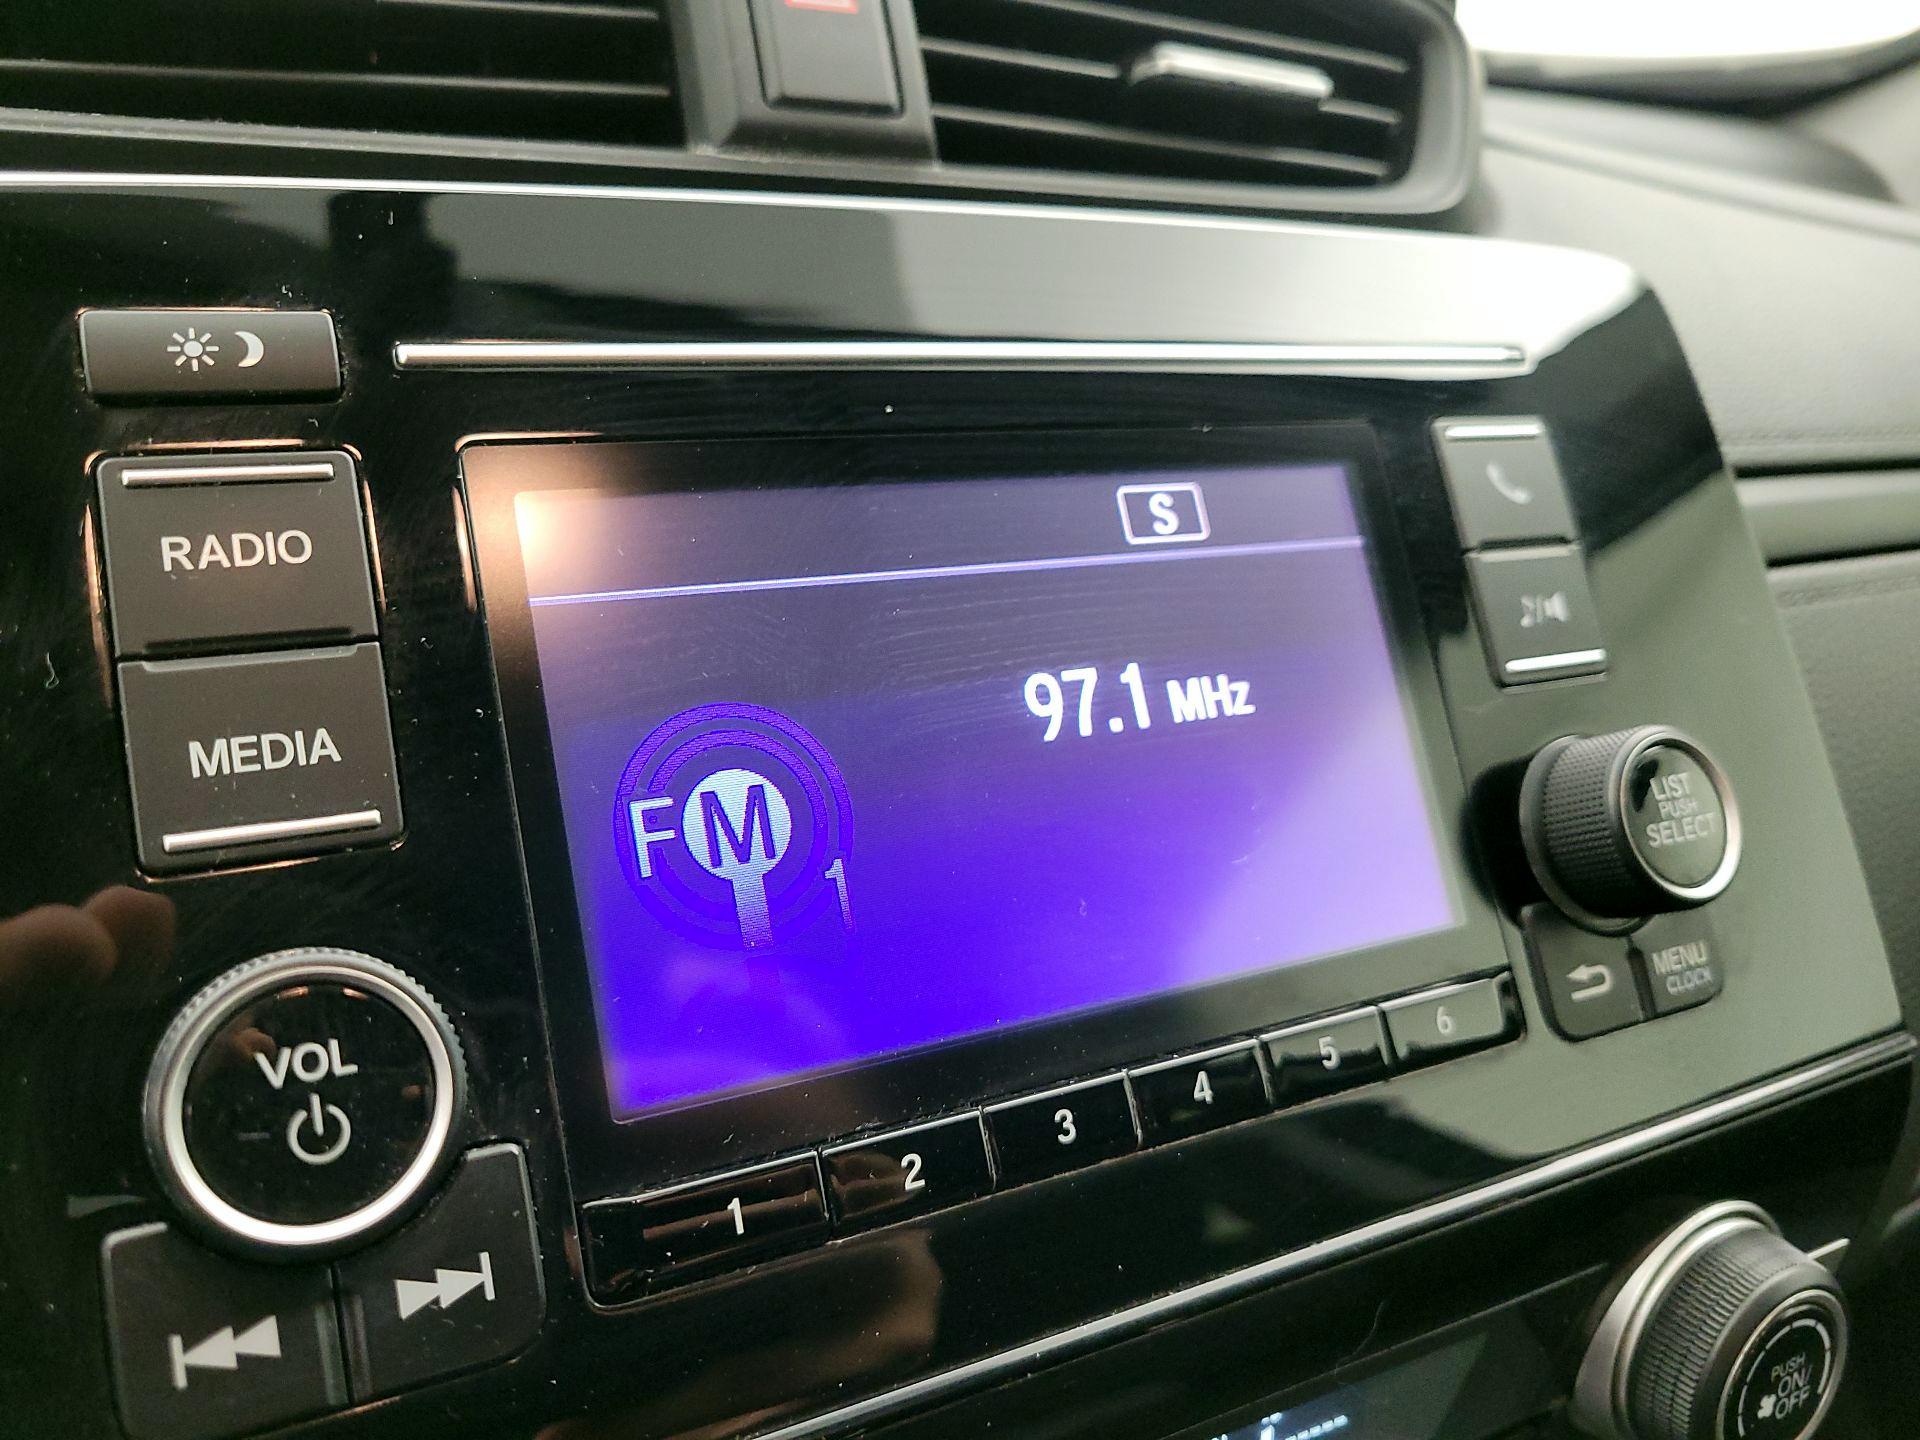 RADIO
MEDIA
VOL
S
97.1 MHz
FM
1
1 2 3 4 5 6
LIST
PUSH
SELECT
MENU
CLOCK
PUSH
ON/
OFF